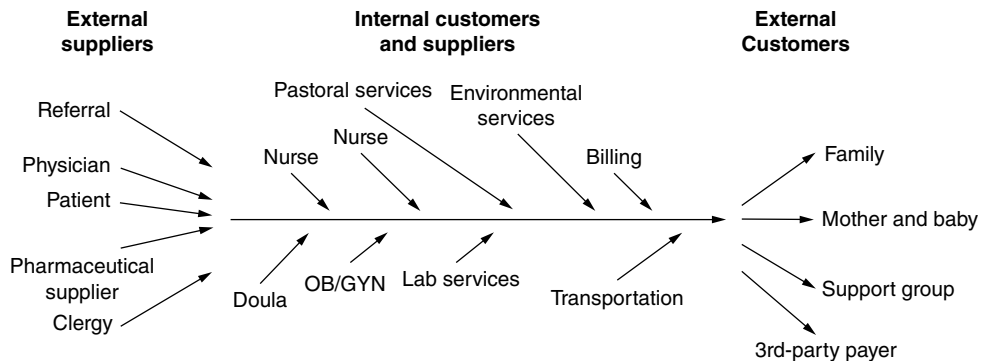 External
suppliers
Internal customers
and suppliers
External
Customers
Referral
Physician
Patient
Pharmaceutical
supplier
Clergy
Pastoral services
Environmental
services
Nurse
Nurse
Billing
Doula
OB/GYN
Lab services
Transportation
Family
Mother and baby
Support group
3rd-party payer